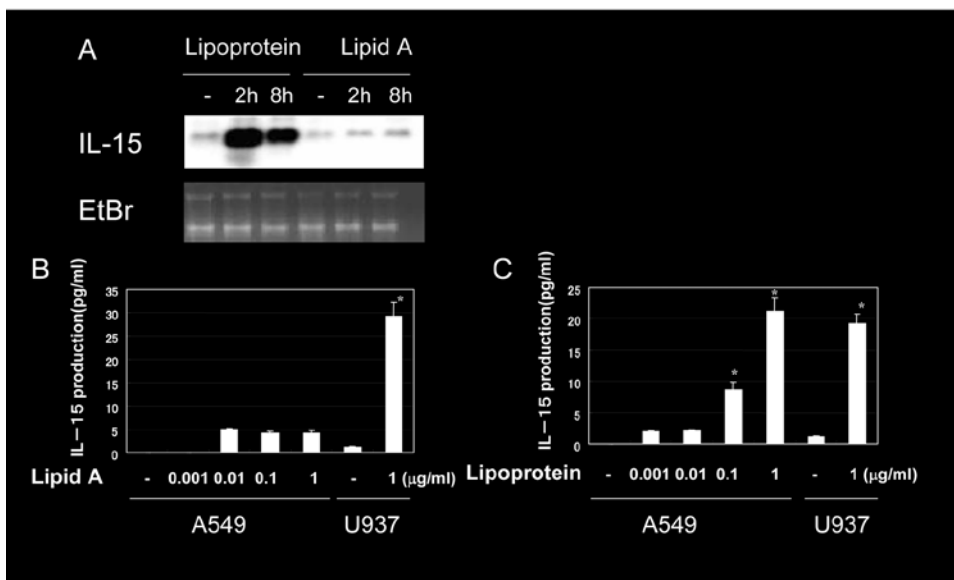 A
Lipoprotein Lipid A
- 2h 8h - 2h 8h
IL-15
EtBr
B
IL－15 production(pg/ml)
35
30
25
20
15
10
5
0
*
Lipid A - 0.001 0.01 0.1 1 - 1 (μg/ml)
A549 U937
C
IL－15 production(pg/ml)
25
20
15
10
5
0
* * *
Lipoprotein - 0.001 0.01 0.1 1 - 1 (μg/ml)
A549 U937